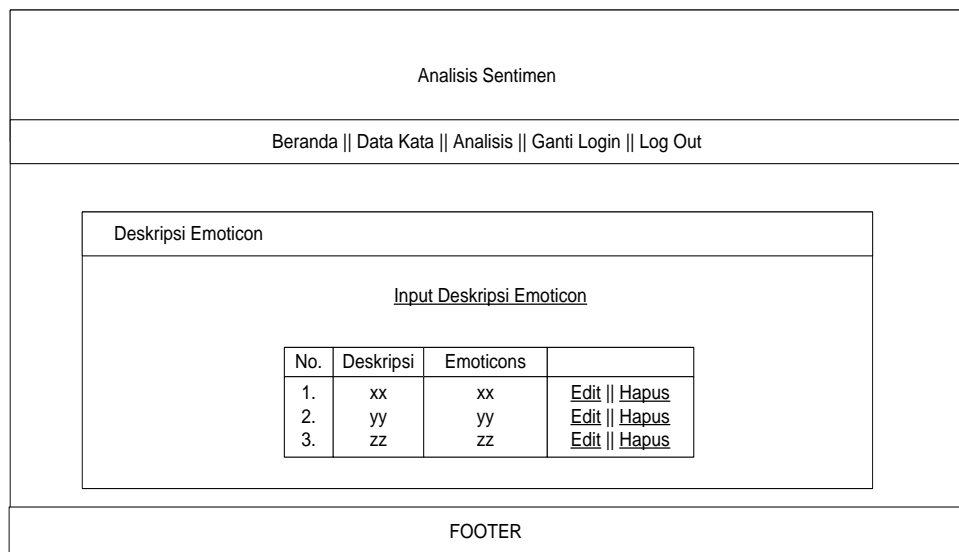 Analisis Sentimen
Beranda || Data Kata || Analisis || Ganti Login || Log Out
Deskripsi Emoticon
Input Deskripsi Emoticon
No. Deskripsi Emoticons
1. xx xx Edit || Hapus
2. yy yy Edit || Hapus
3. zz zz Edit || Hapus
FOOTER